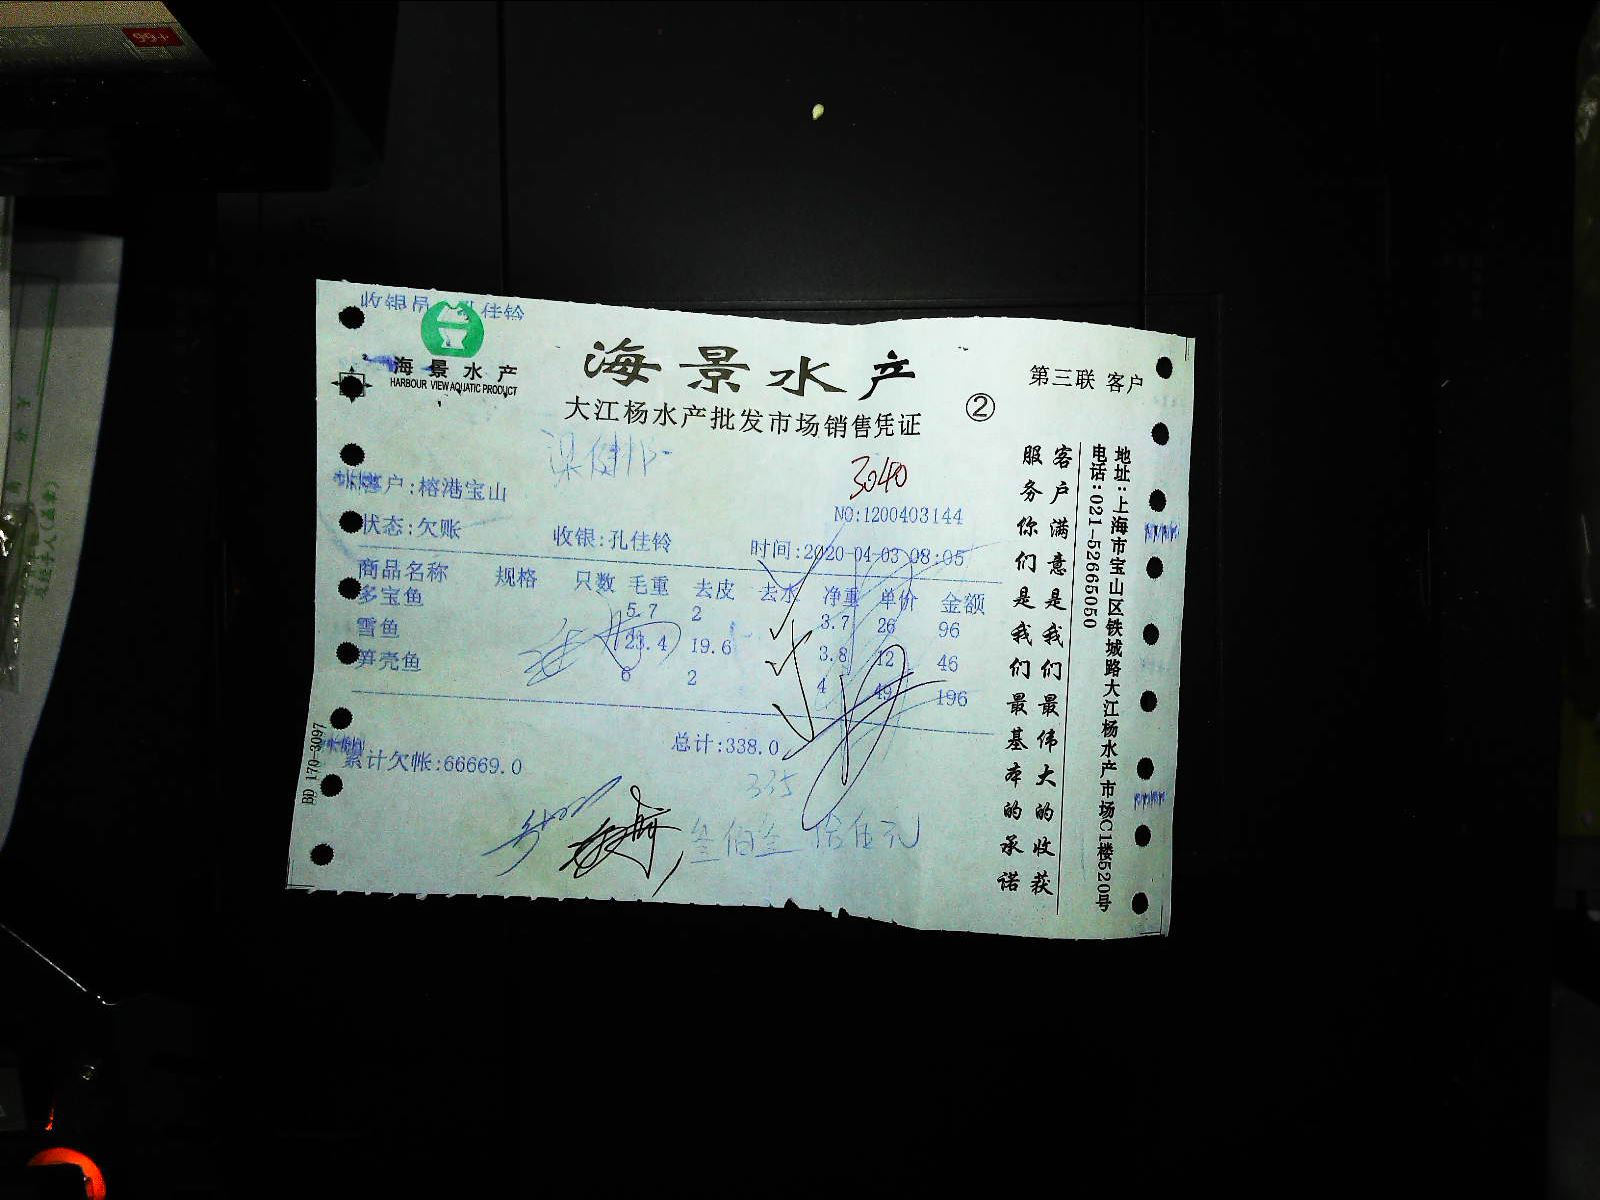 99+
收银员 孔佳铃
海景水产
HARBOUR VIEW AQUATIC PRODUCT
海景水产
大江杨水产批发市场销售凭证
②
第三联 客户
3040
客户:榕港宝山
NO:1200403144
状态:欠账 收银:孔佳铃 时间:2020-04-03 08:05
商品名称 规格 只数 毛重 去皮 去水 净重 单价 金额
多宝鱼 5.7 2 3.7 26 96
雪鱼 23.4 19.6 3.8 12 46
笋壳鱼 6 2 4 49 196
总计:338.0
累计欠帐:66669.0
335
BD 170-3097
客户满意是我们最伟大的收获
服务你们是我们最基本的承诺
地址:上海市宝山区铁城路大江杨水产市场C1楼520号
电话:021-52665050